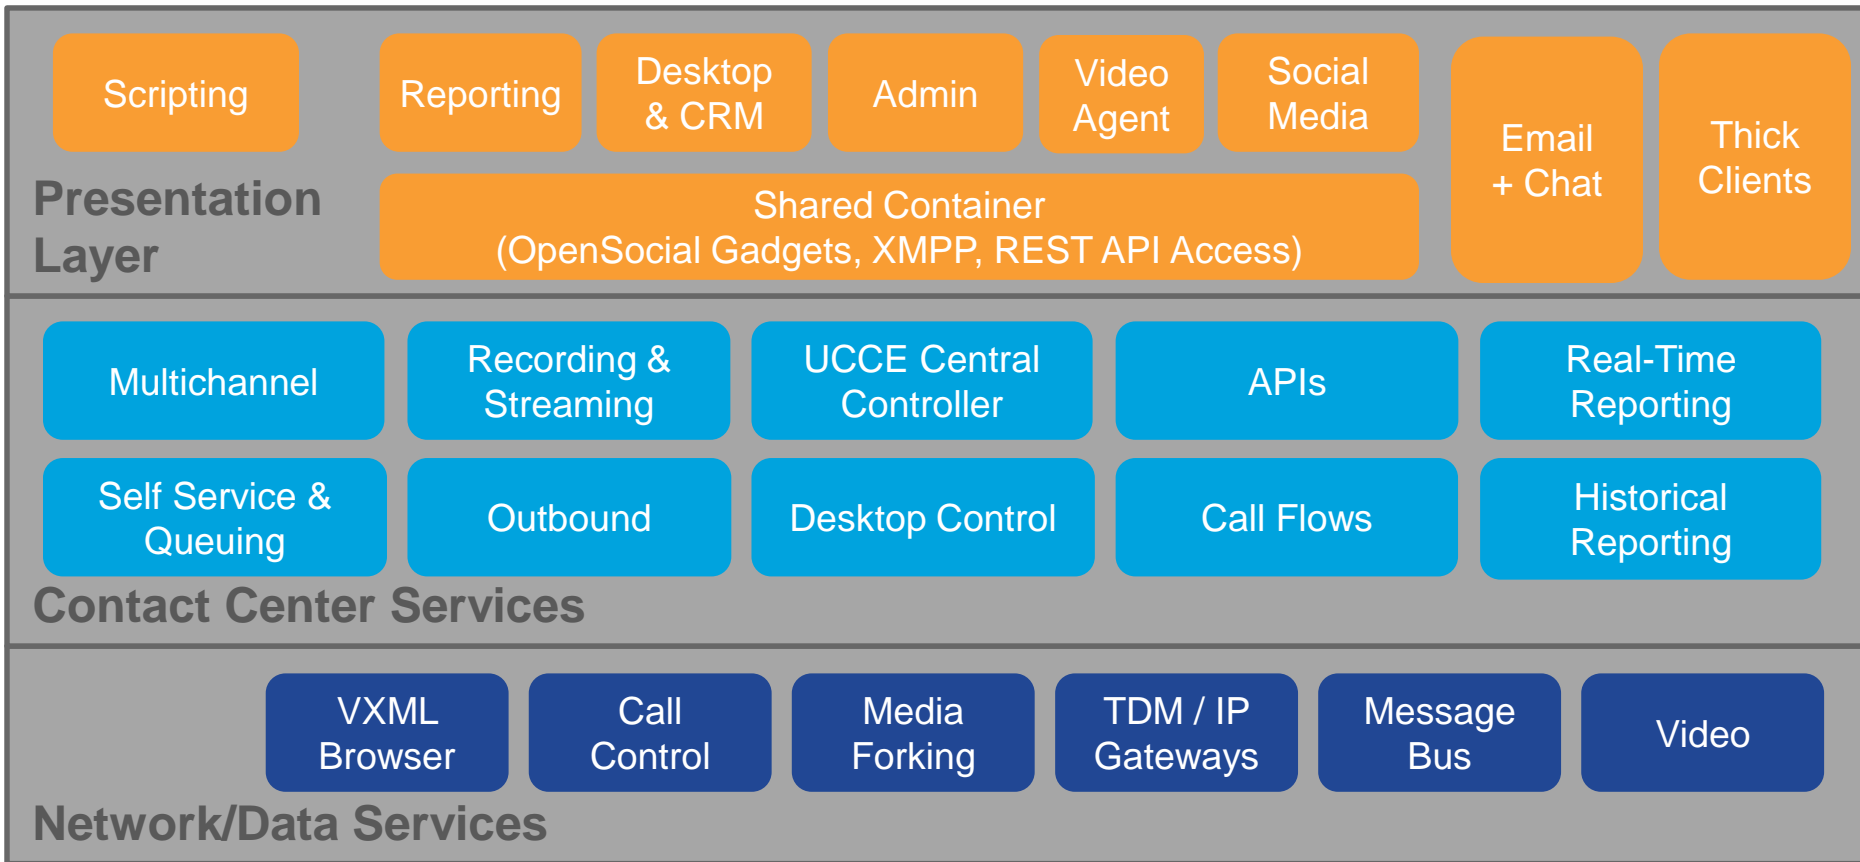 Scripting
Reporting
Desktop
& CRM
Admin
Video
Agent
Social
Media
Email
+ Chat
Thick
Clients
Presentation
Layer
Shared Container
(OpenSocial Gadgets, XMPP, REST API Access)
Multichannel
Recording &
Streaming
UCCE Central
Controller
APIs
Real-Time
Reporting
Self Service &
Queuing
Outbound
Desktop Control
Call Flows
Historical
Reporting
Contact Center Services
VXML
Browser
Call
Control
Media
Forking
TDM / IP
Gateways
Message
Bus
Video
Network/Data Services